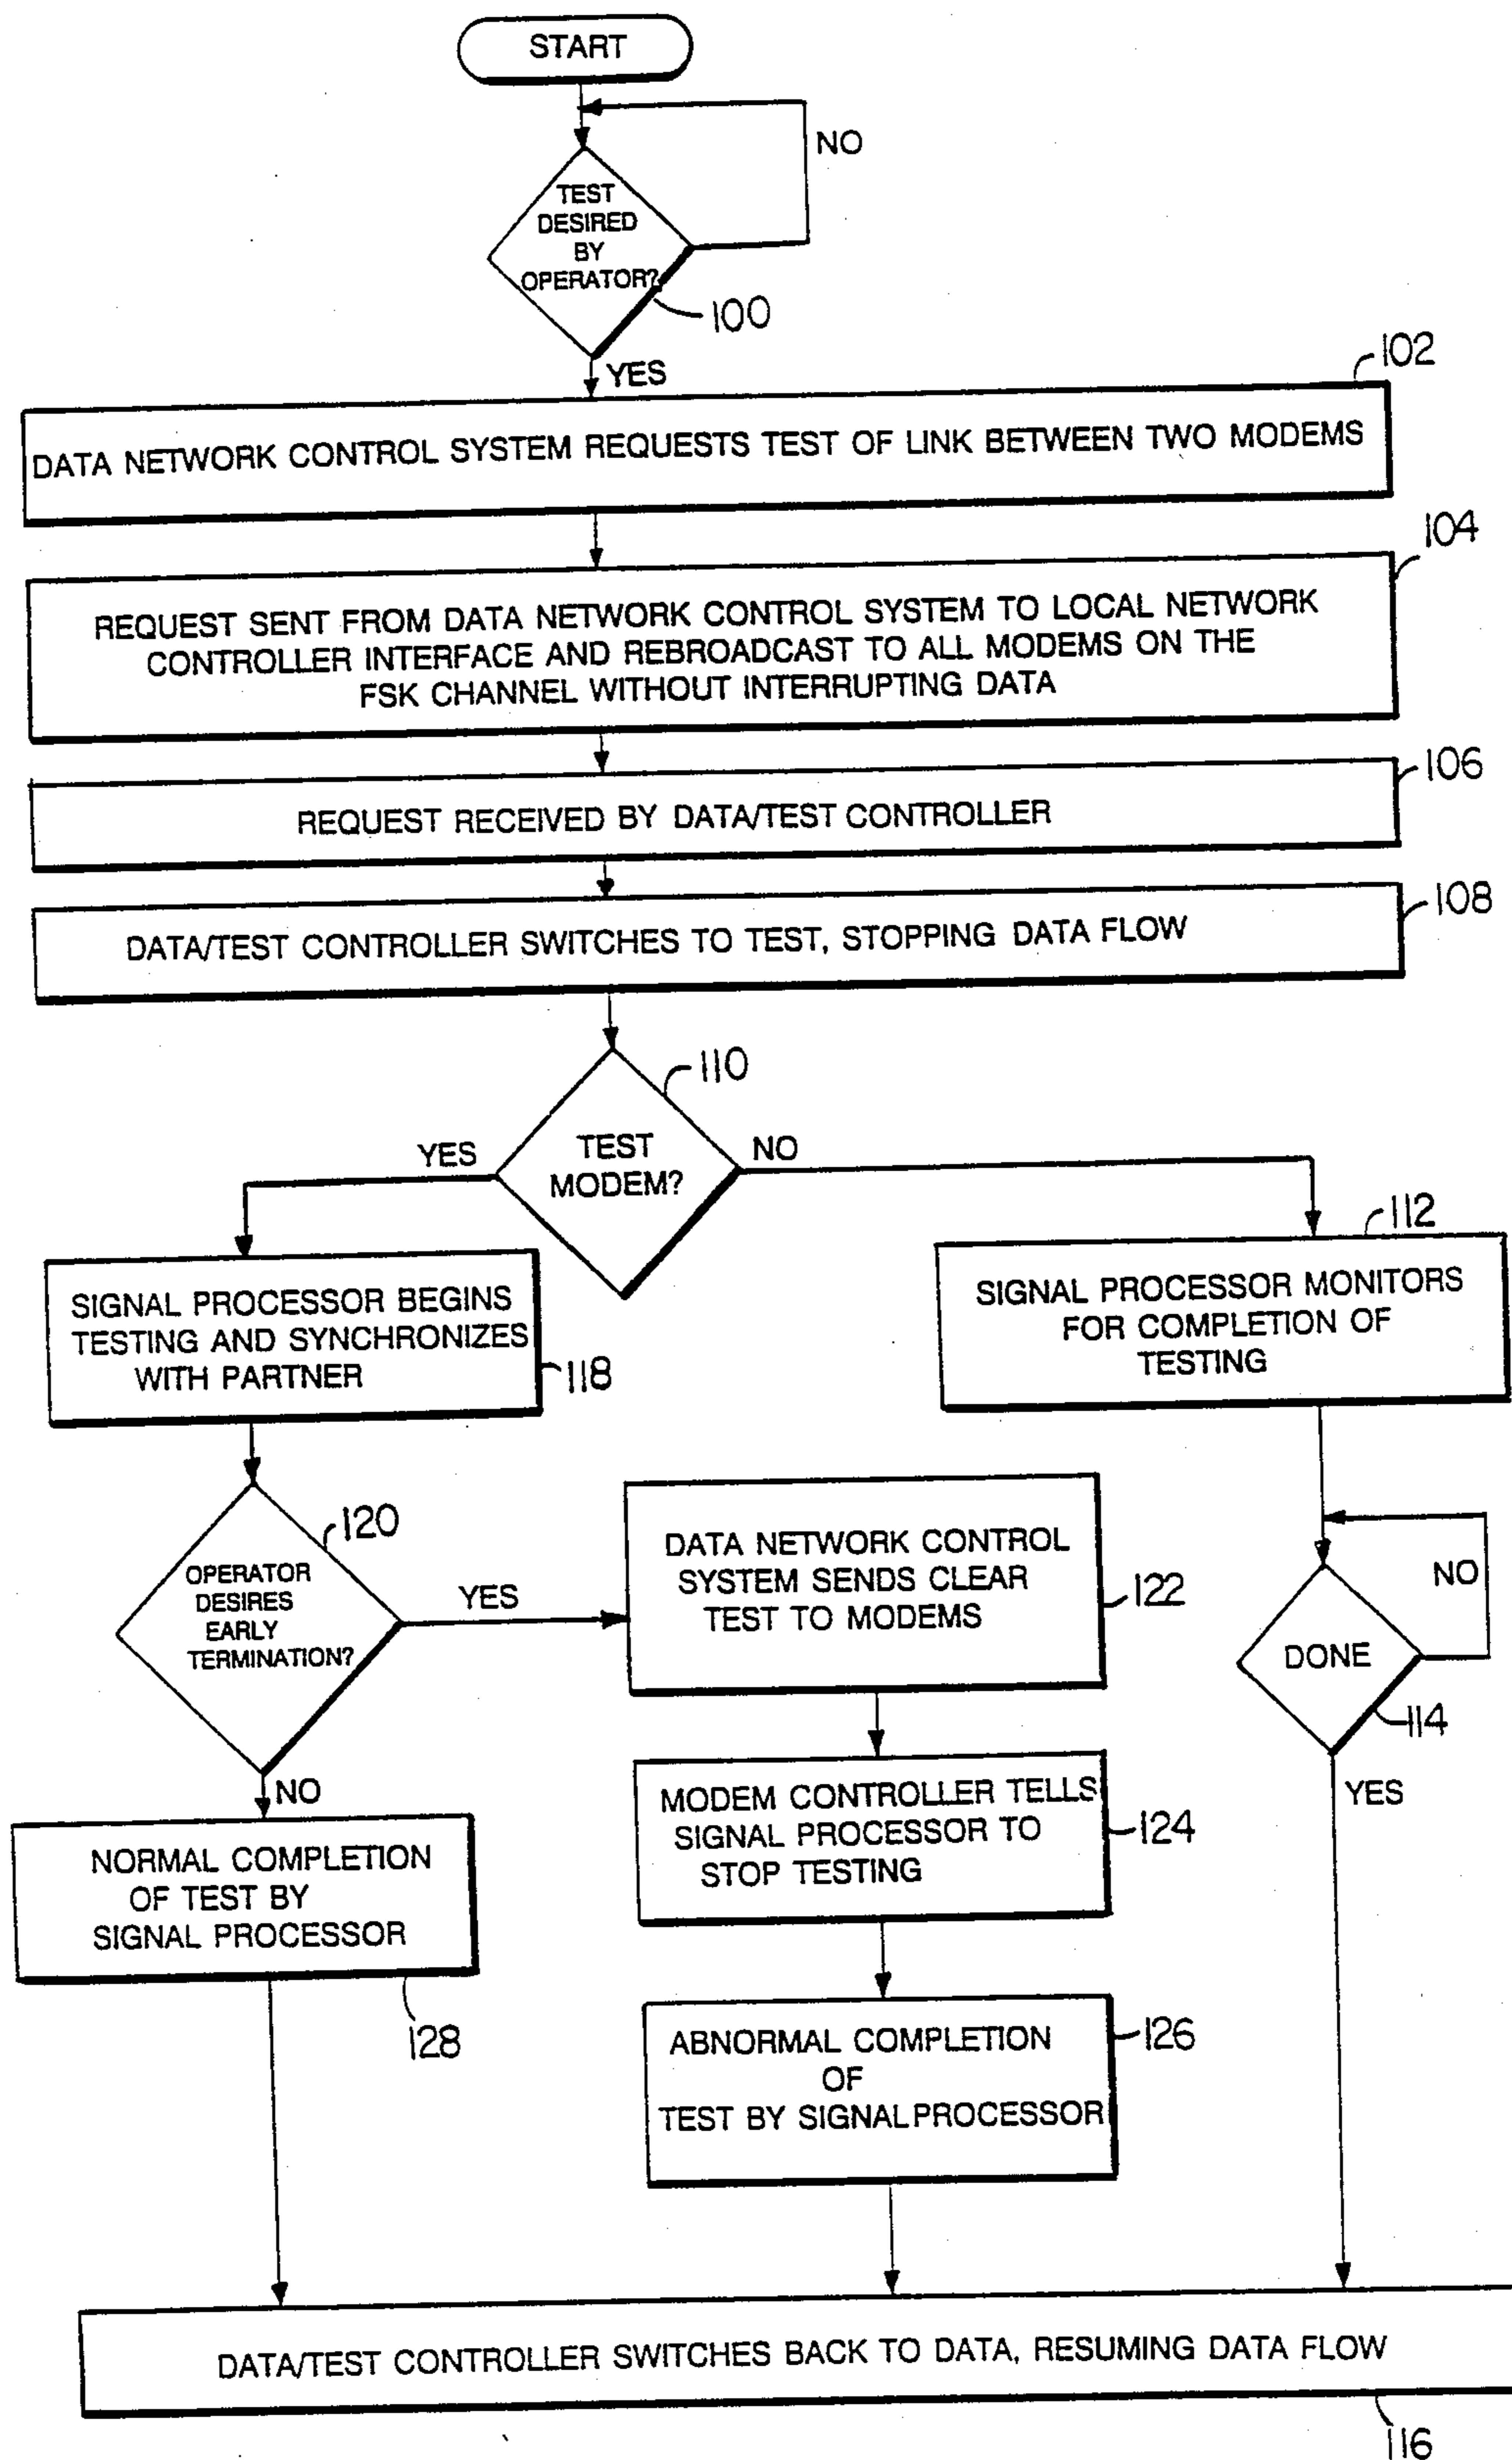 START
NO
TEST
DESIRED
BY
OPERATOR?
100
YES
102
DATA NETWORK CONTROL SYSTEM REQUESTS TEST OF LINK BETWEEN TWO MODEMS
104
REQUEST SENT FROM DATA NETWORK CONTROL SYSTEM TO LOCAL NETWORK
CONTROLLER INTERFACE AND REBROADCAST TO ALL MODEMS ON THE
FSK CHANNEL WITHOUT INTERRUPTING DATA
106
REQUEST RECEIVED BY DATA/TEST CONTROLLER
108
DATA/TEST CONTROLLER SWITCHES TO TEST, STOPPING DATA FLOW
110
YES
TEST
MODEM?
NO
112
SIGNAL PROCESSOR BEGINS
TESTING AND SYNCHRONIZES
WITH PARTNER
118
SIGNAL PROCESSOR MONITORS
FOR COMPLETION OF
TESTING
120
OPERATOR
DESIRES
EARLY
TERMINATION?
YES
DATA NETWORK CONTROL
SYSTEM SENDS CLEAR
TEST TO MODEMS
122
NO
DONE
114
YES
NO
NORMAL COMPLETION
OF TEST BY
SIGNAL PROCESSOR
128
MODEM CONTROLLER TELLS
SIGNAL PROCESSOR TO
STOP TESTING
124
ABNORMAL COMPLETION
OF
TEST BY SIGNAL PROCESSOR
126
DATA/TEST CONTROLLER SWITCHES BACK TO DATA, RESUMING DATA FLOW
116